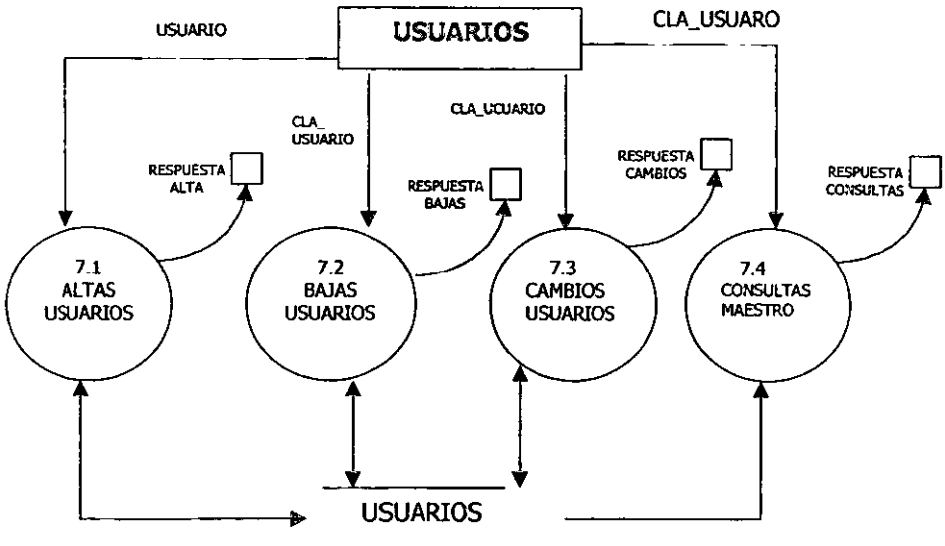 USUARIO
USUARIOS
CLA_USUARO
CLA_
USUARIO
CLA_UCUARIO
RESPUESTA
ALTA
RESPUESTA
BAJAS
RESPUESTA
CAMBIOS
RESPUESTA
CONSULTAS
7.1
ALTAS
USUARIOS
7.2
BAJAS
USUARIOS
7.3
CAMBIOS
USUARIOS
7.4
CONSULTAS
MAESTRO
USUARIOS